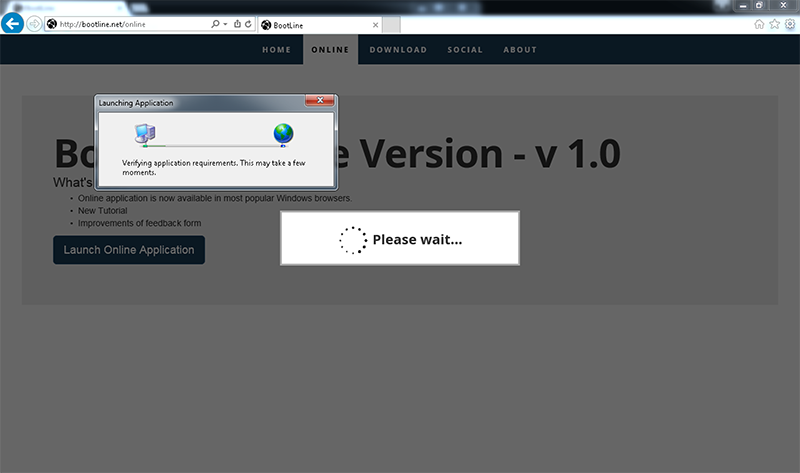 http://bootline.net/online
BootLine
HOME ONLINE DOWNLOAD SOCIAL ABOUT
Launching Application
Verifying application requirements. This may take a few
moments.
Bo e Version - v 1.0
What's
Online application is now available in most popular Windows browsers.
New Tutorial
Improvements of feedback form
Launch Online Application
Please wait...